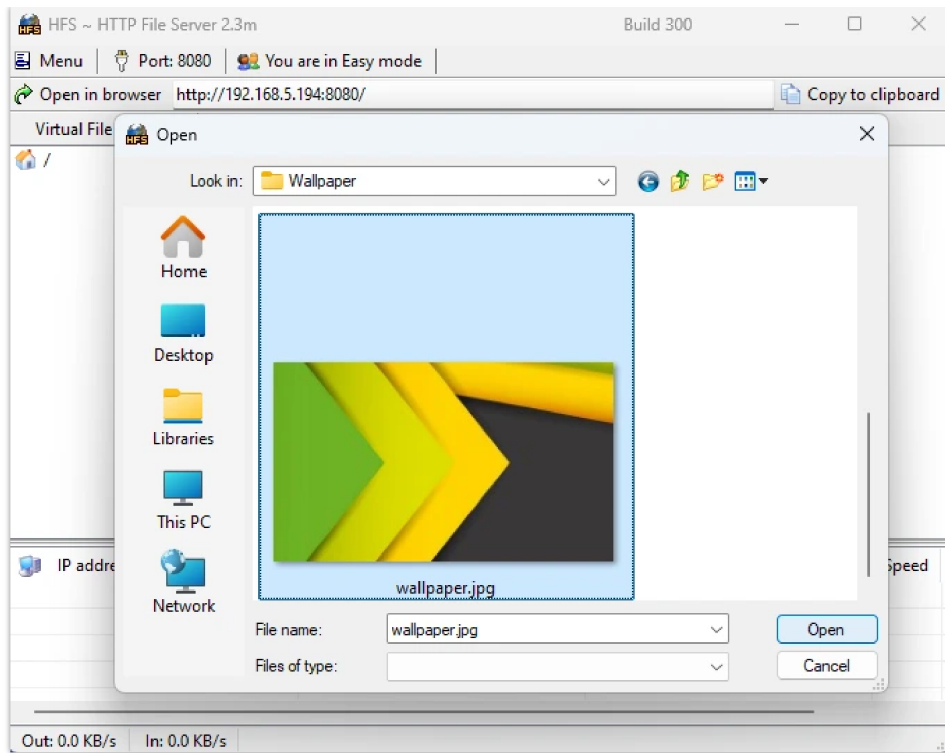 HFS ~ HTTP File Server 2.3m Build 300
Menu Port: 8080 You are in Easy mode
Open in browser http://192.168.5.194:8080/ Copy to clipboard
Virtual File
Open
/
Look in: Wallpaper
Home
Desktop
Libraries
This PC
Network
wallpaper.jpg
IP addre
Speed
File name: wallpaper.jpg Open
Files of type: Cancel
Out: 0.0 KB/s In: 0.0 KB/s